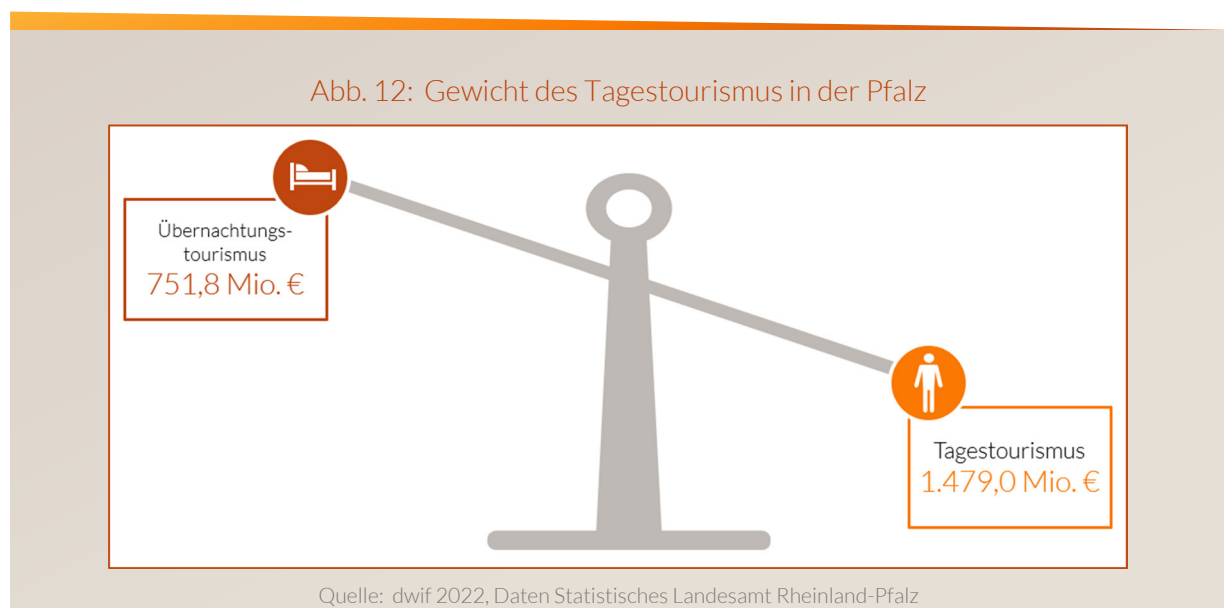 Abb. 12: Gewicht des Tagestourismus in der Pfalz
Übernachtungs-
tourismus
751,8 Mio. €
Tagestourismus
1.479,0 Mio. €
Quelle: dwif 2022, Daten Statistisches Landesamt Rheinland-Pfalz